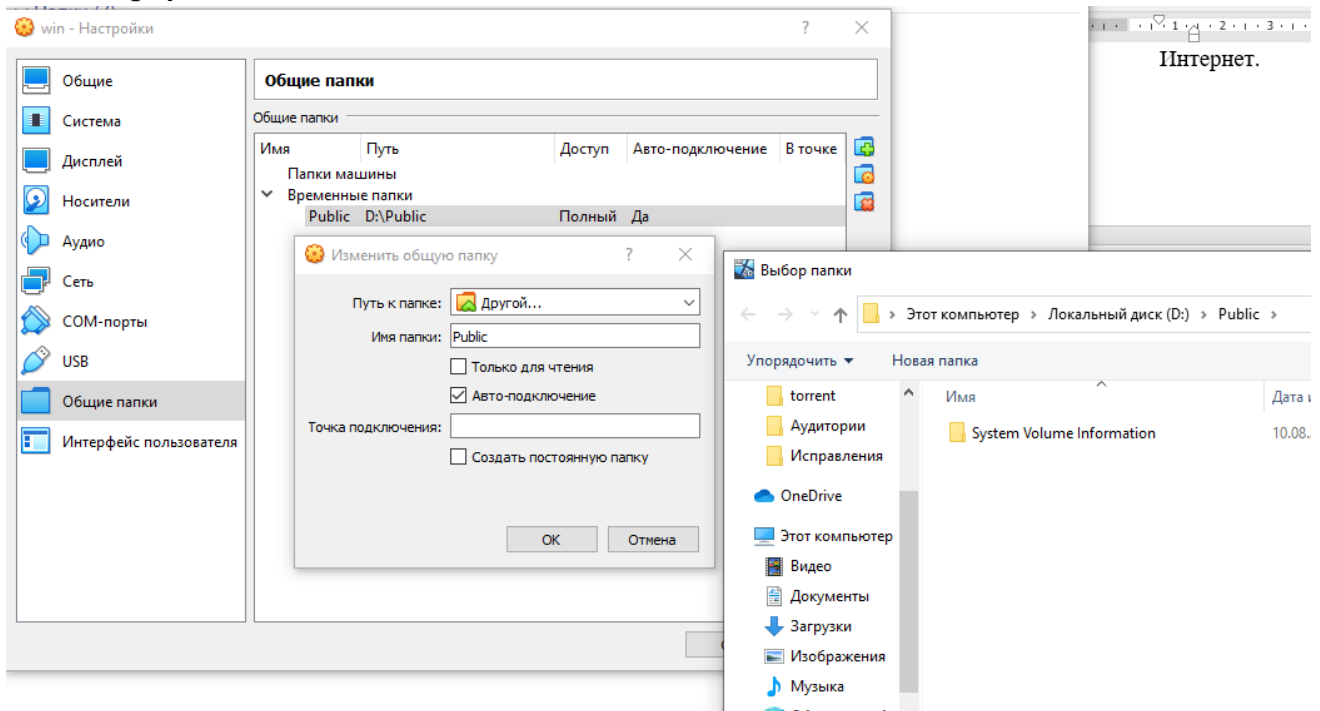 win - Настройки
?
Общие
Система
Дисплей
Носители
Аудио
Сеть
COM-порты
USB
Общие папки
Интерфейс пользователя
Общие папки
Общие папки
Имя Путь Доступ Авто-подключение В точке
Папки машины
Временные папки
Public D:\Public Полный Да
Изменить общую папку ?
Путь к папке: Другой...
Имя папки: Public
Только для чтения
Авто-подключение
Точка подключения:
Создать постоянную папку
OK Отмена
1 2 3
Интернет.
Выбор папки
Этот компьютер > Локальный диск (D:) > Public >
Упорядочить Новая папка
torrent
Аудитории
Исправления
OneDrive
Этот компьютер
Видео
Документы
Загрузки
Изображения
Музыка
Имя Дата
System Volume Information 10.08.